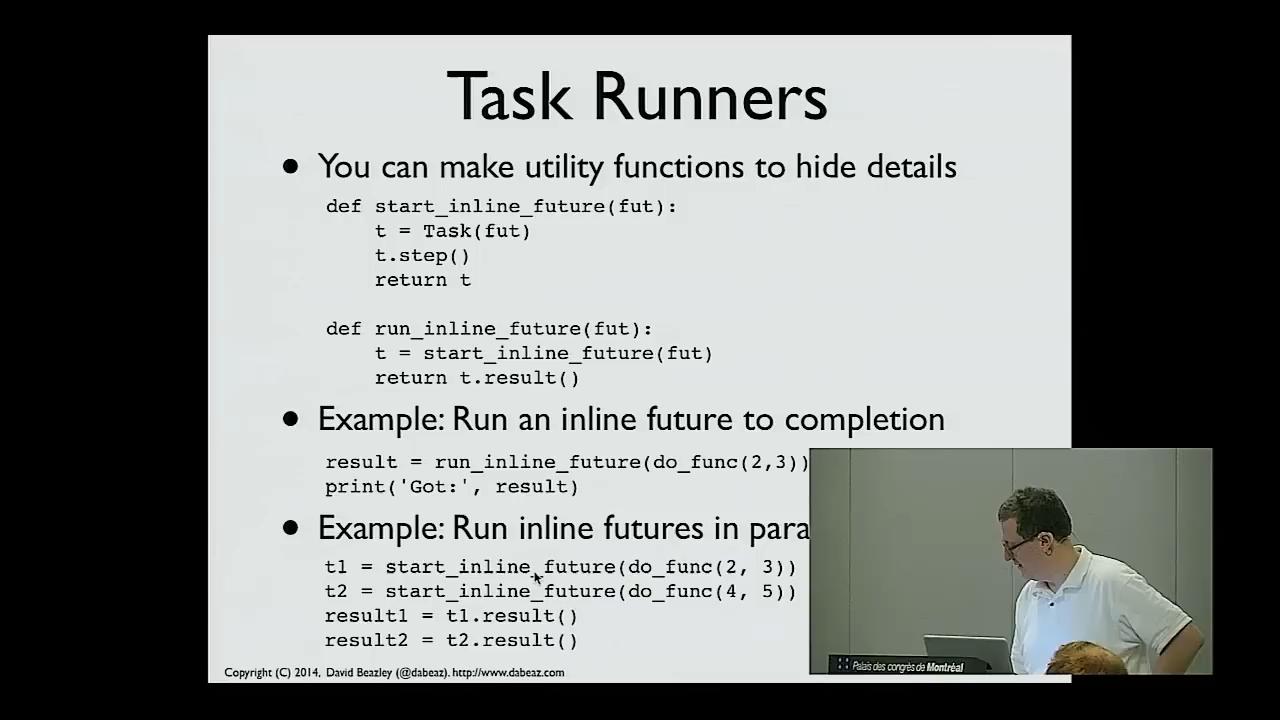 Task Runners
• You can make utility functions to hide details
def start_inline_future(fut):
    t = Task(fut)
    t.step()
    return t
def run_inline_future(fut):
    t = start_inline_future(fut)
    return t.result()
• Example: Run an inline future to completion
result = run_inline_future(do_func(2,3))
print('Got:', result)
• Example: Run inline futures in para
t1 = start_inline_future(do_func(2, 3))
t2 = start_inline_future(do_func(4, 5))
result1 = t1.result()
result2 = t2.result()
Copyright (C) 2014, David Beazley (@dabeaz). http://www.dabeaz.com
Palais des congrès de Montréal